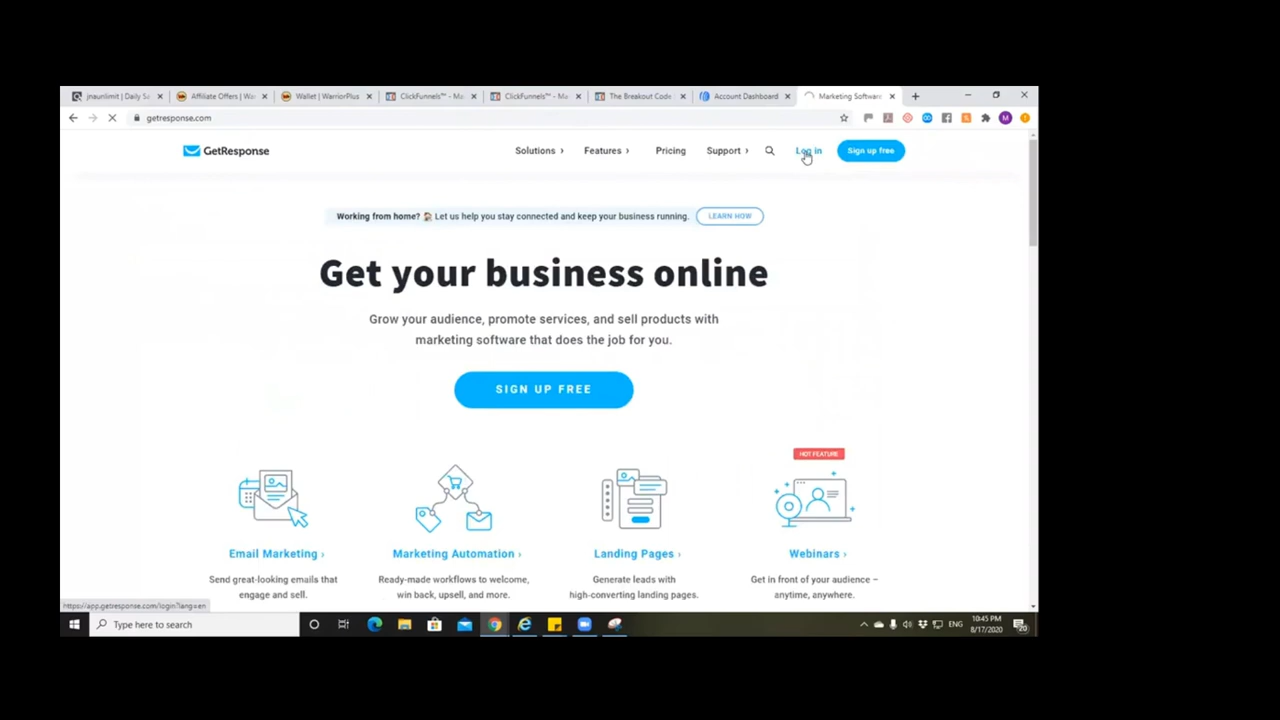 jnaunlimit | Daily Sa
Affiliate Offers | Wa
Wallet | WarriorPlus
ClickFunnels™ - Ma
ClickFunnels™ - Ma
The Breakout Code
Account Dashboard
Marketing Software
getresponse.com
GetResponse
Solutions ›
Features ›
Pricing
Support ›
Log in
Sign up free
Working from home? Let us help you stay connected and keep your business running.
LEARN HOW
Get your business online
Grow your audience, promote services, and sell products with
marketing software that does the job for you.
SIGN UP FREE
HOT FEATURE
Email Marketing ›
Marketing Automation ›
Landing Pages ›
Webinars ›
Send great-looking emails that
engage and sell.
Ready-made workflows to welcome,
win back, upsell, and more.
Generate leads with
high-converting landing pages.
Get in front of your audience –
anytime, anywhere.
https://app.getresponse.com/login?lang=en
Type here to search
ENG
10:45 PM
8/17/2020
20